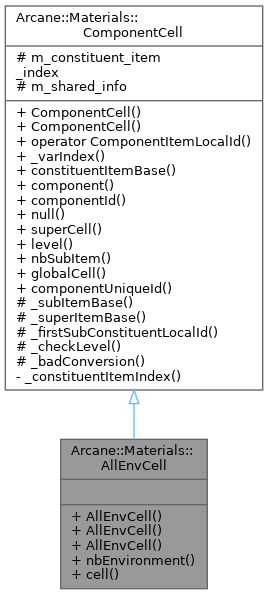 Arcane::Materials::
ComponentCell
# m_constituent_item
_index
# m_shared_info
+ ComponentCell()
+ ComponentCell()
+ operator ComponentItemLocalId()
+ _varIndex()
+ constituentItemBase()
+ component()
+ componentId()
+ null()
+ superCell()
+ level()
+ nbSubItem()
+ globalCell()
+ componentUniqueId()
# _subItemBase()
# _superItemBase()
# _firstSubConstituentLocalId()
# _checkLevel()
# _badConversion()
- _constituentItemIndex()
Arcane::Materials::
AllEnvCell
+ AllEnvCell()
+ AllEnvCell()
+ AllEnvCell()
+ nbEnvironment()
+ cell()